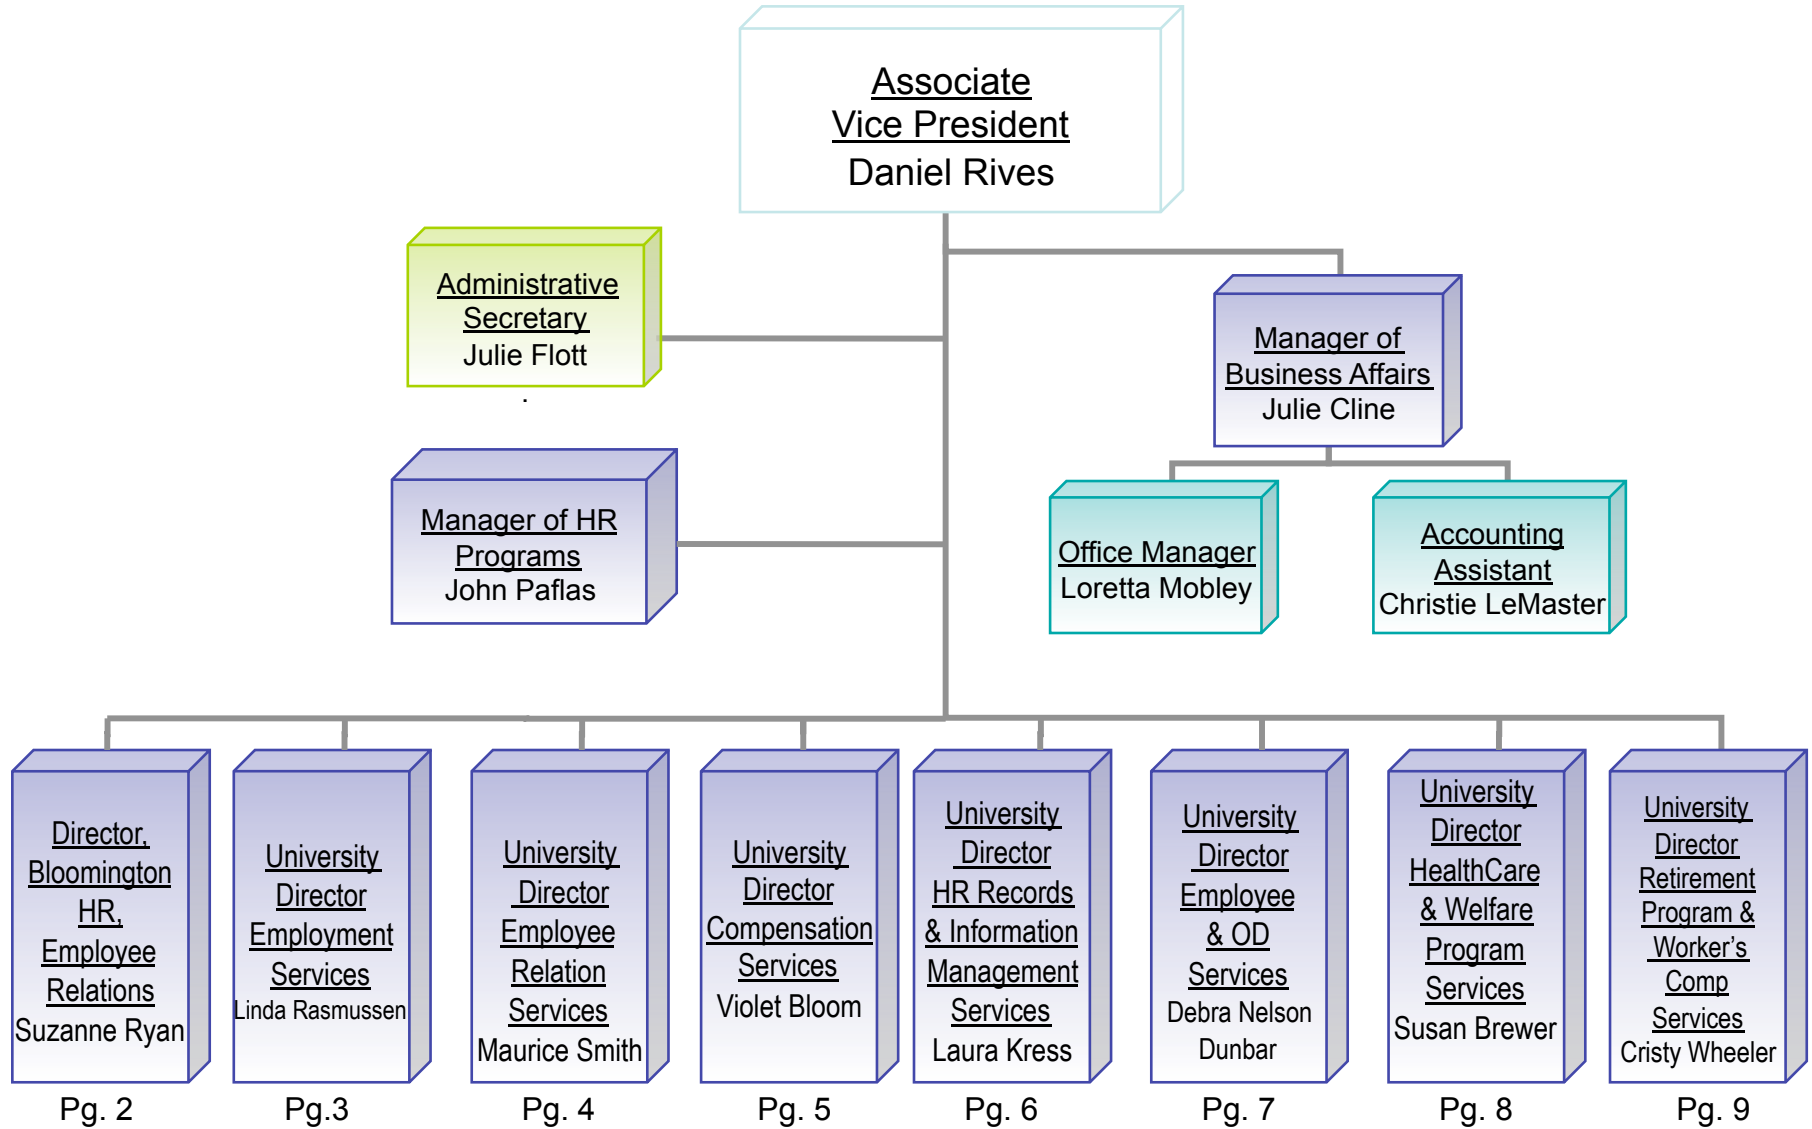 Associate
Vice President
Daniel Rives
Administrative
Secretary
Julie Flott
.
Manager of
Business Affairs
Julie Cline
Manager of HR
Programs
John Paflas
Office Manager
Loretta Mobley
Accounting
Assistant
Christie LeMaster
Director,
Bloomington
HR,
Employee
Relations
Suzanne Ryan
Pg. 2
University
Director
Employment
Services
Linda Rasmussen
Pg.3
University
Director
Employee
Relation
Services
Maurice Smith
Pg. 4
University
Director
Compensation
Services
Violet Bloom
Pg. 5
University
Director
HR Records
& Information
Management
Services
Laura Kress
Pg. 6
University
Director
Employee
& OD
Services
Debra Nelson
Dunbar
Pg. 7
University
Director
HealthCare
& Welfare
Program
Services
Susan Brewer
Pg. 8
University
Director
Retirement
Program &
Worker’s
Comp
Services
Cristy Wheeler
Pg. 9